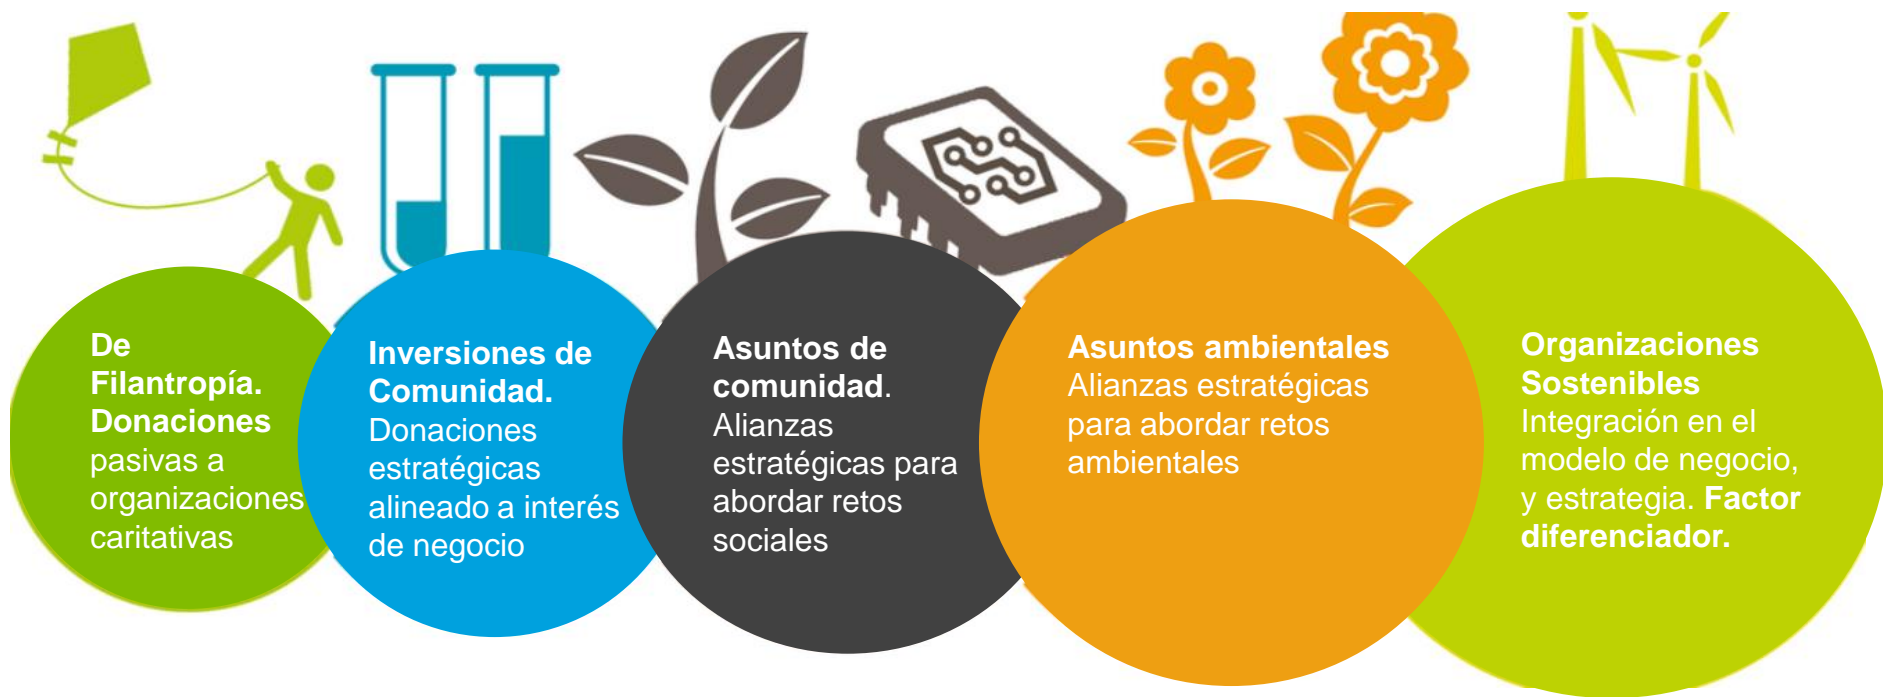 De
Filantropía.
Donaciones
pasivas a
organizaciones
caritativas
Inversiones de
Comunidad.
Donaciones
estratégicas
alineado a interés
de negocio
Asuntos de
comunidad.
Alianzas
estratégicas para
abordar retos
sociales
Asuntos ambientales
Alianzas estratégicas
para abordar retos
ambientales
Organizaciones
Sostenibles
Integración en el
modelo de negocio,
y estrategia. Factor
diferenciador.